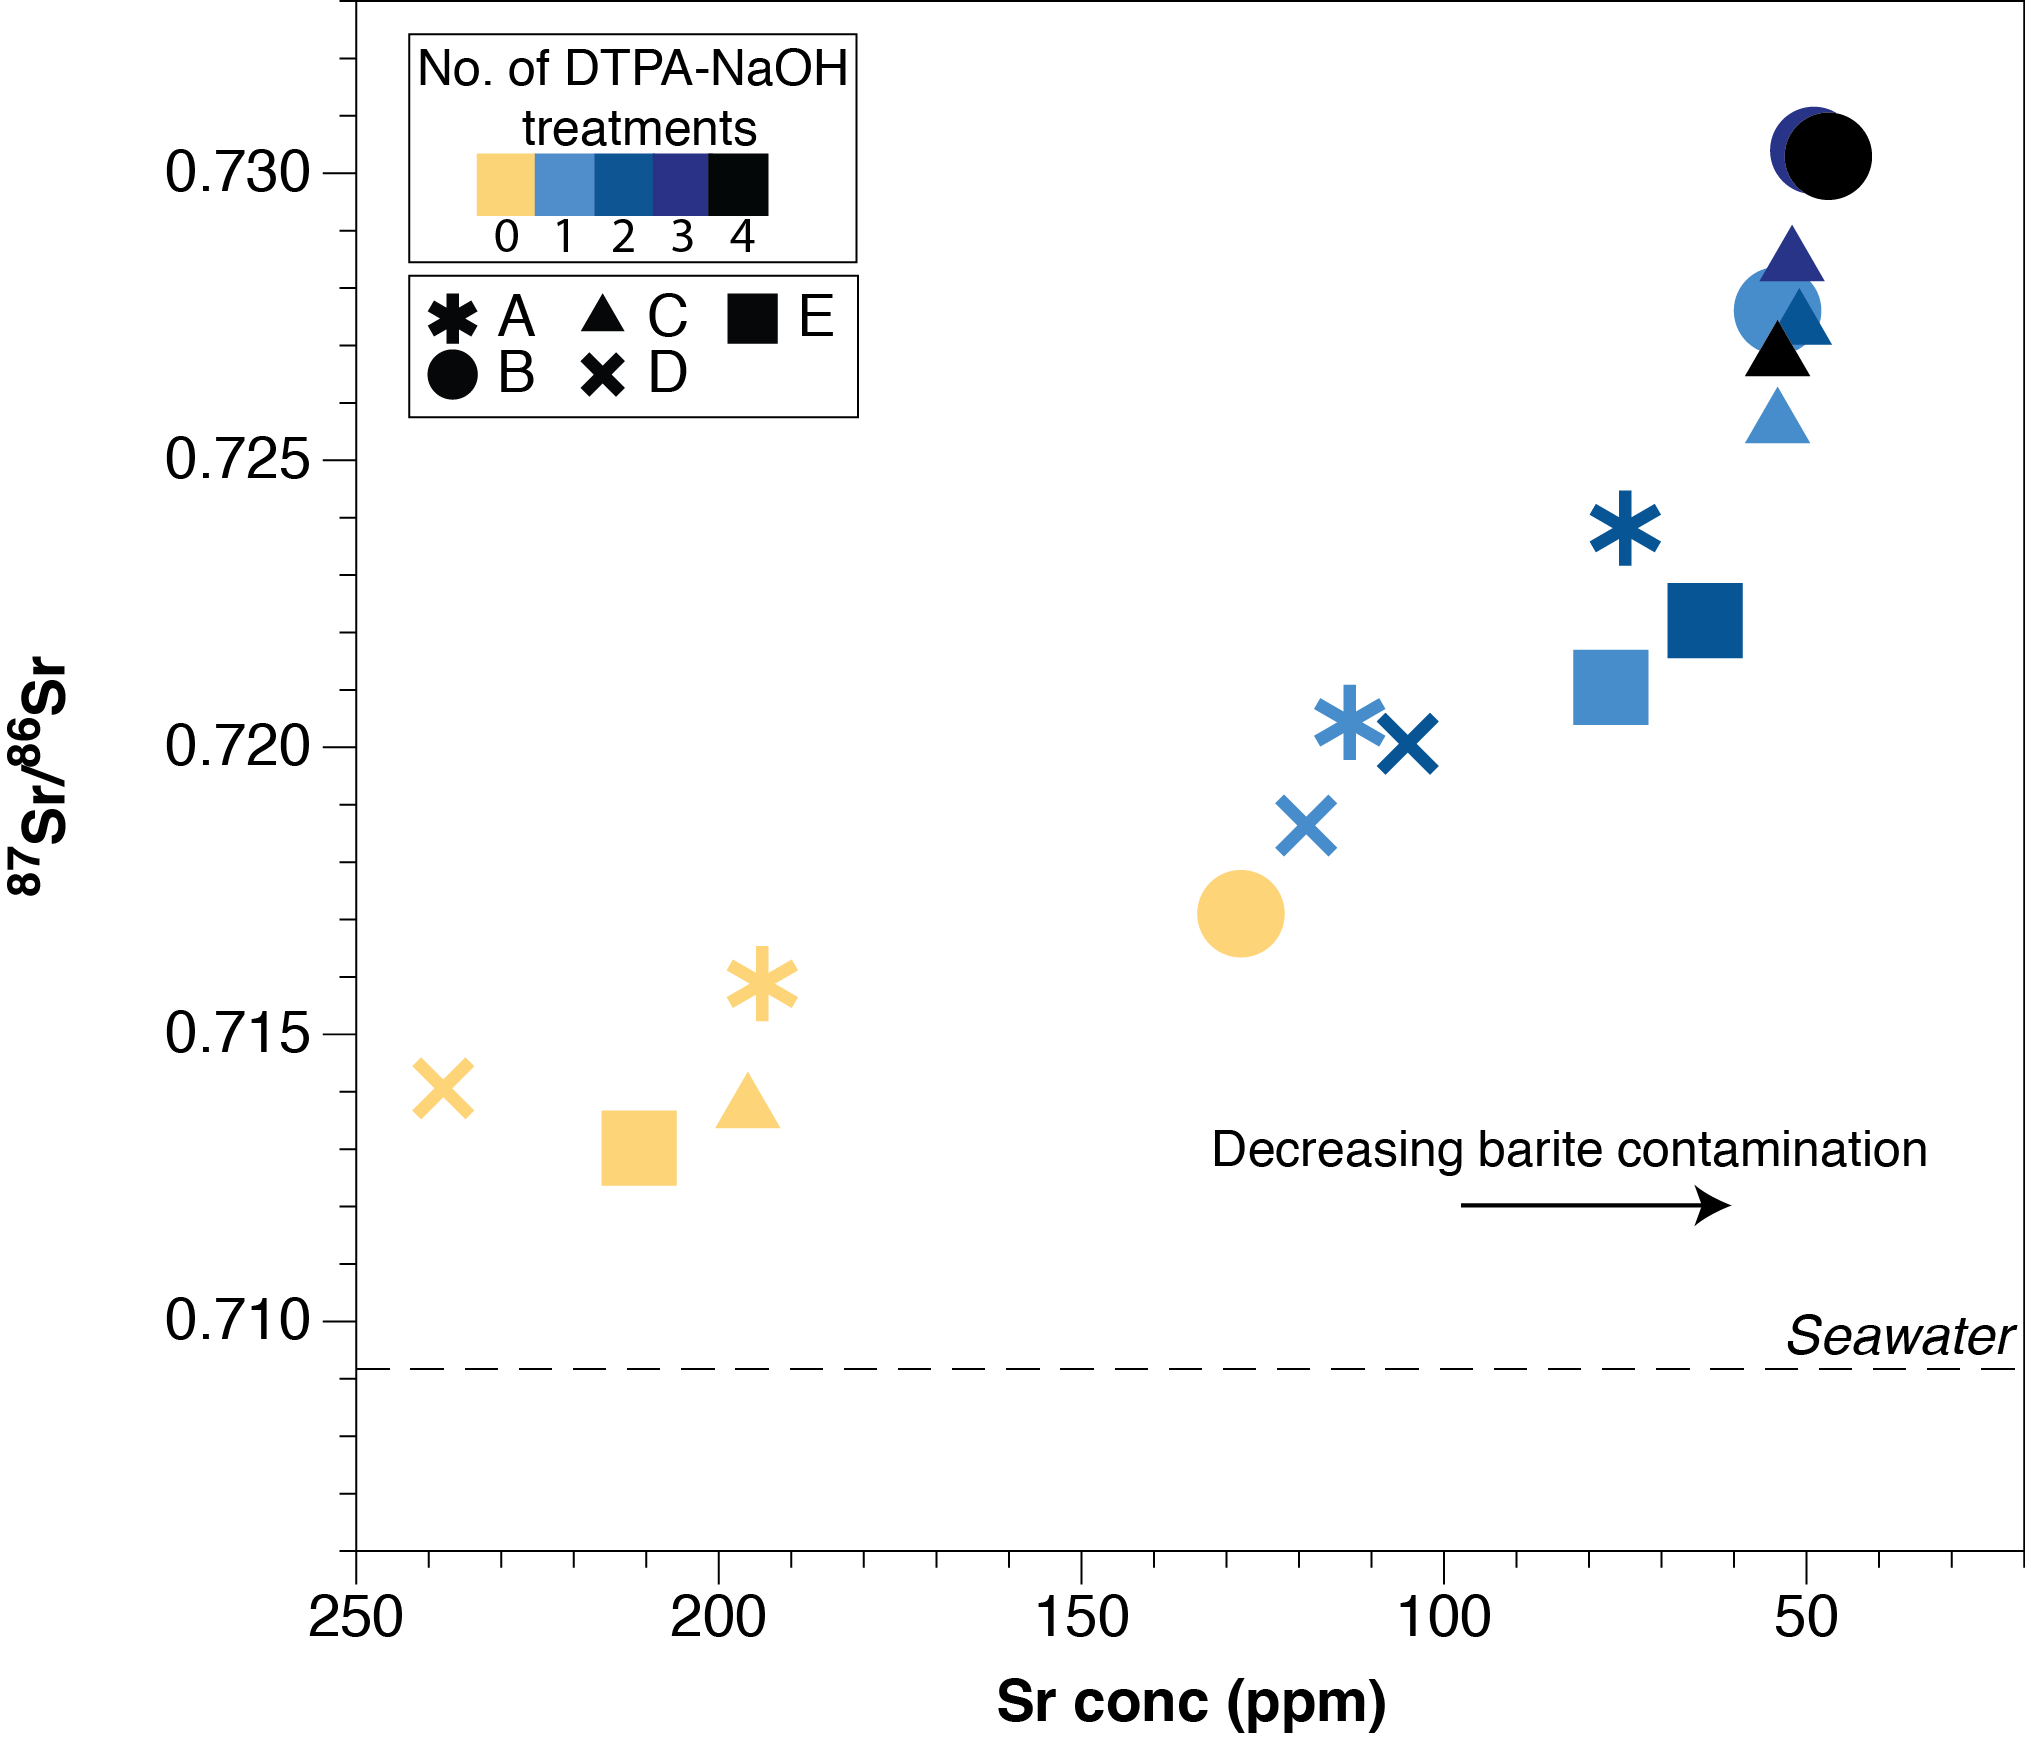 No. of DTPA-NaOH
treatments
0 1 2 3 4
A C E
B D
0.730
0.725
0.720
0.715
0.710
⁸⁷Sr/⁸⁶Sr
Decreasing barite contamination
Seawater
250 200 150 100 50
Sr conc (ppm)